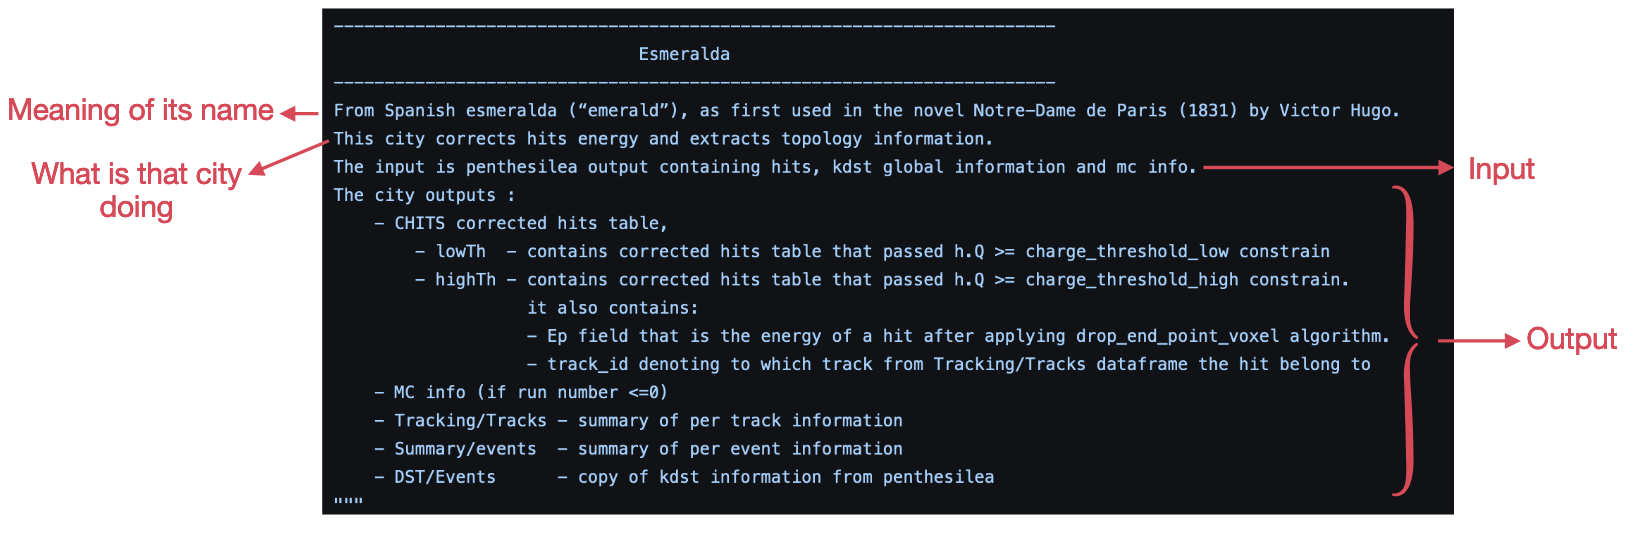 -----------------------------------------------------------------------
Esmeralda
-----------------------------------------------------------------------
From Spanish esmeralda (“emerald”), as first used in the novel Notre-Dame de Paris (1831) by Victor Hugo.
This city corrects hits energy and extracts topology information.
The input is penthesilea output containing hits, kdst global information and mc info.
The city outputs :
- CHITS corrected hits table,
- lowTh - contains corrected hits table that passed h.Q >= charge_threshold_low constrain
- highTh - contains corrected hits table that passed h.Q >= charge_threshold_high constrain.
it also contains:
- Ep field that is the energy of a hit after applying drop_end_point_voxel algorithm.
- track_id denoting to which track from Tracking/Tracks dataframe the hit belong to
- MC info (if run number <=0)
- Tracking/Tracks - summary of per track information
- Summary/events - summary of per event information
- DST/Events - copy of kdst information from penthesilea
"""
Meaning of its name
What is that city
doing
Input
Output